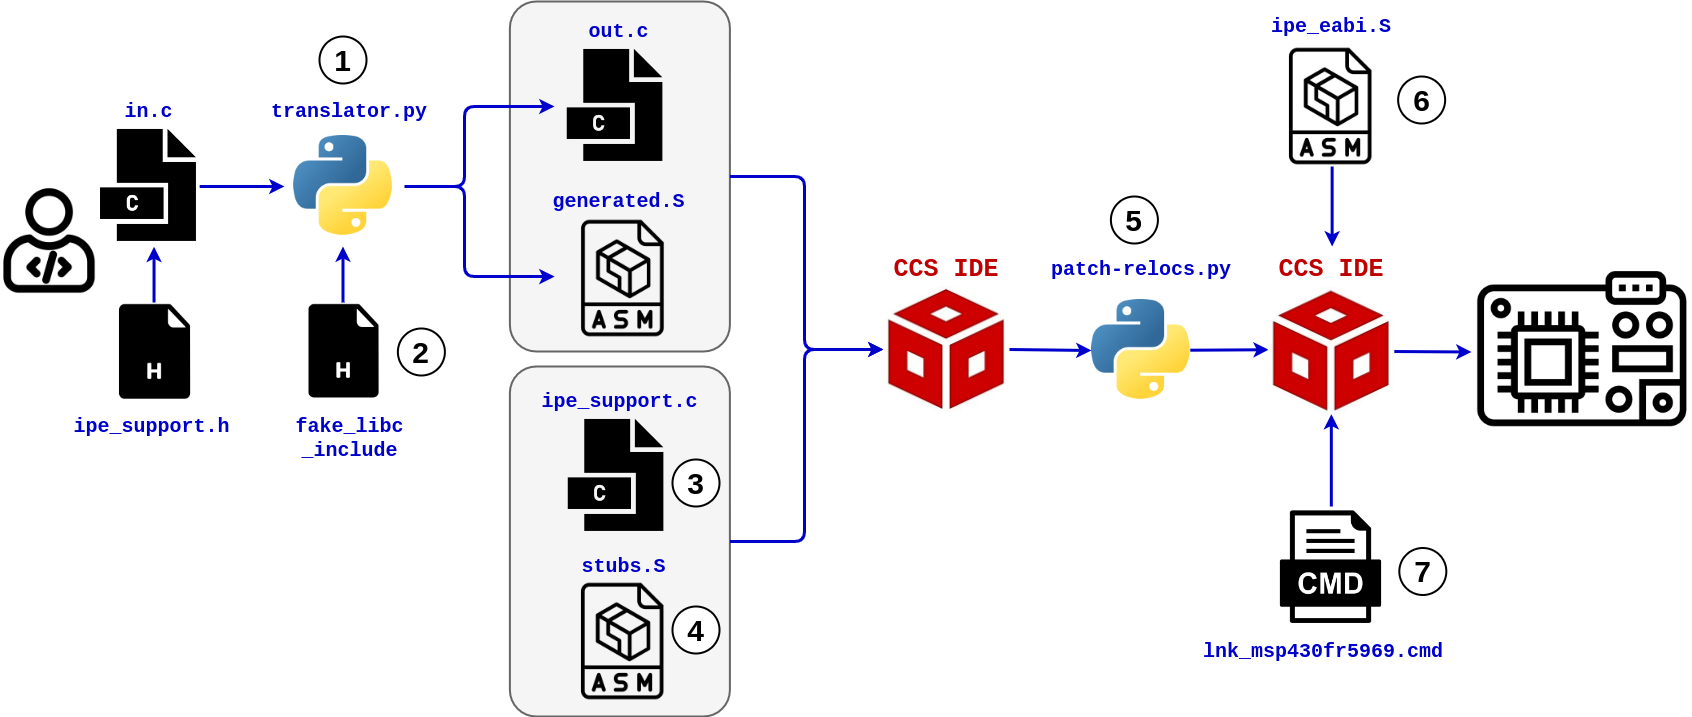 1
in.c
translator.py
C
H
ipe_support.h
H
2
fake_libc
_include
out.c
C
generated.S
ASM
ipe_support.c
C
3
stubs.S
4
ASM
CCS IDE
5
patch-relocs.py
ipe_eabi.S
ASM
6
CCS IDE
CMD
7
lnk_msp430fr5969.cmd